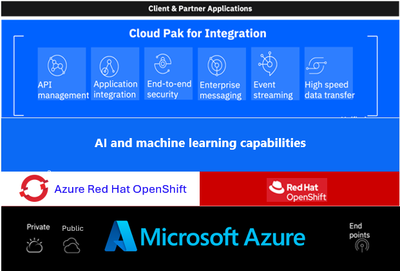 Client & Partner Applications
Cloud Pak for Integration
API
management
Application
integration
End-to-end
security
Enterprise
messaging
Event
streaming
High speed
data transfer
AI and machine learning capabilities
Azure Red Hat OpenShift
Red Hat
OpenShift
Private
Public
Microsoft Azure
End
points